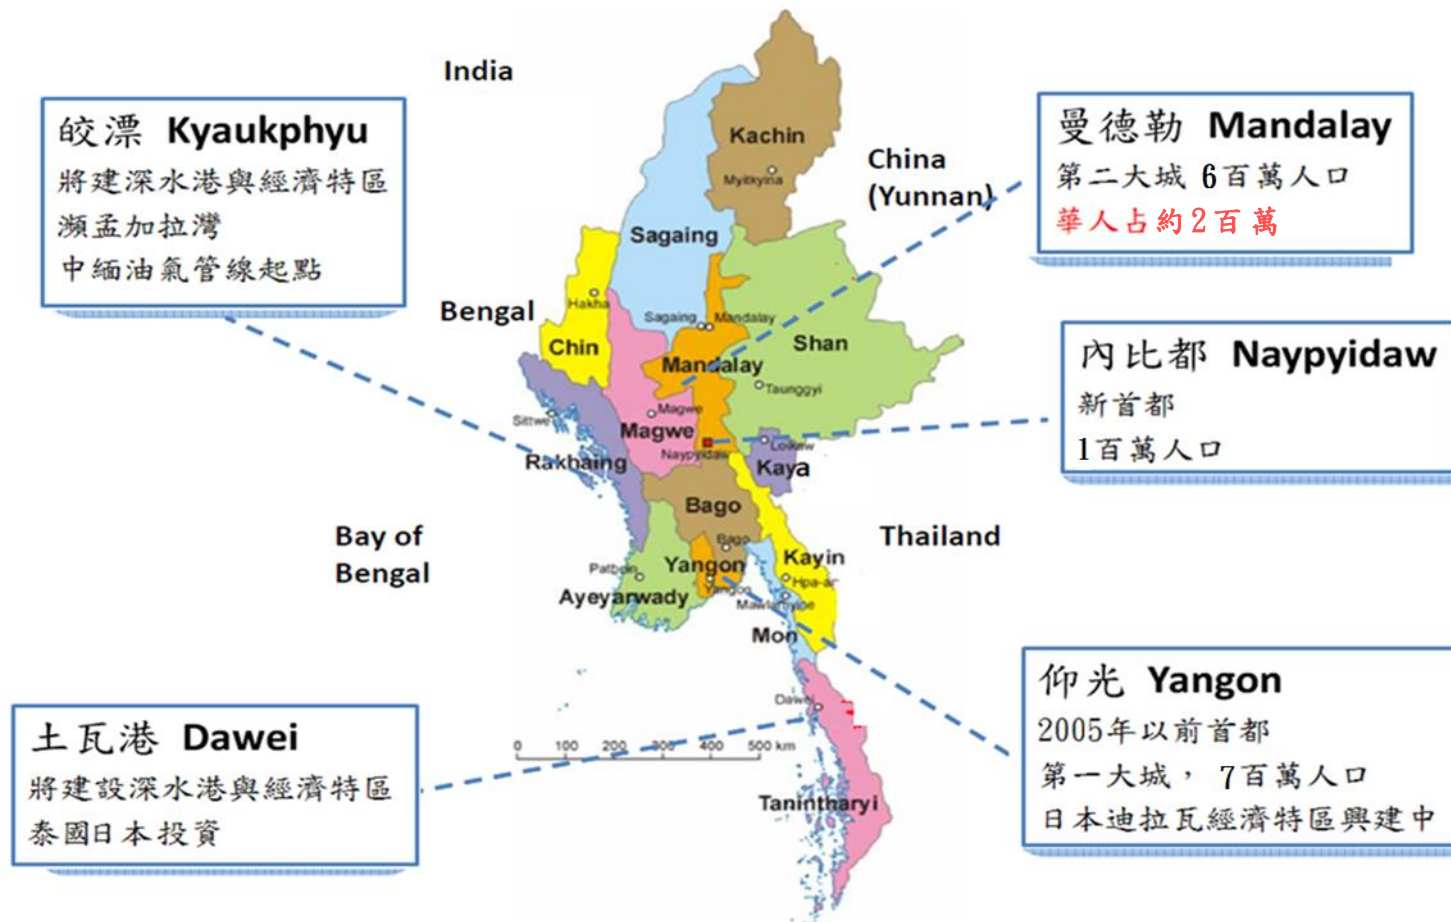 India
皎漂 Kyaukphyu
將建深水港與經濟特區
瀕孟加拉灣
中緬油氣管線起點
曼德勒 Mandalay
第二大城 6百萬人口
華人占約2百萬
China
(Yunnan)
Kachin
Myitkyina
Sagaing
Bengal
Hakha
Chin
Sagaing
Mandalay
Mandalay
Shan
Taunggyi
內比都 Naypyidaw
新首都
1百萬人口
Sittwe
Magwe
Magwe
Naypyidaw
Loikaw
Kaya
Rakhaing
Bago
Bago
Bay of
Bengal
Thailand
Yangon
Yangon
Kayin
Hpa-an
Pathein
Ayeyarwady
Mawlamyine
Mon
仰光 Yangon
2005年以前首都
第一大城， 7百萬人口
日本迪拉瓦經濟特區興建中
土瓦港 Dawei
將建設深水港與經濟特區
泰國日本投資
Dawei
0 100 200 300 400 500 km
Tanintharyi